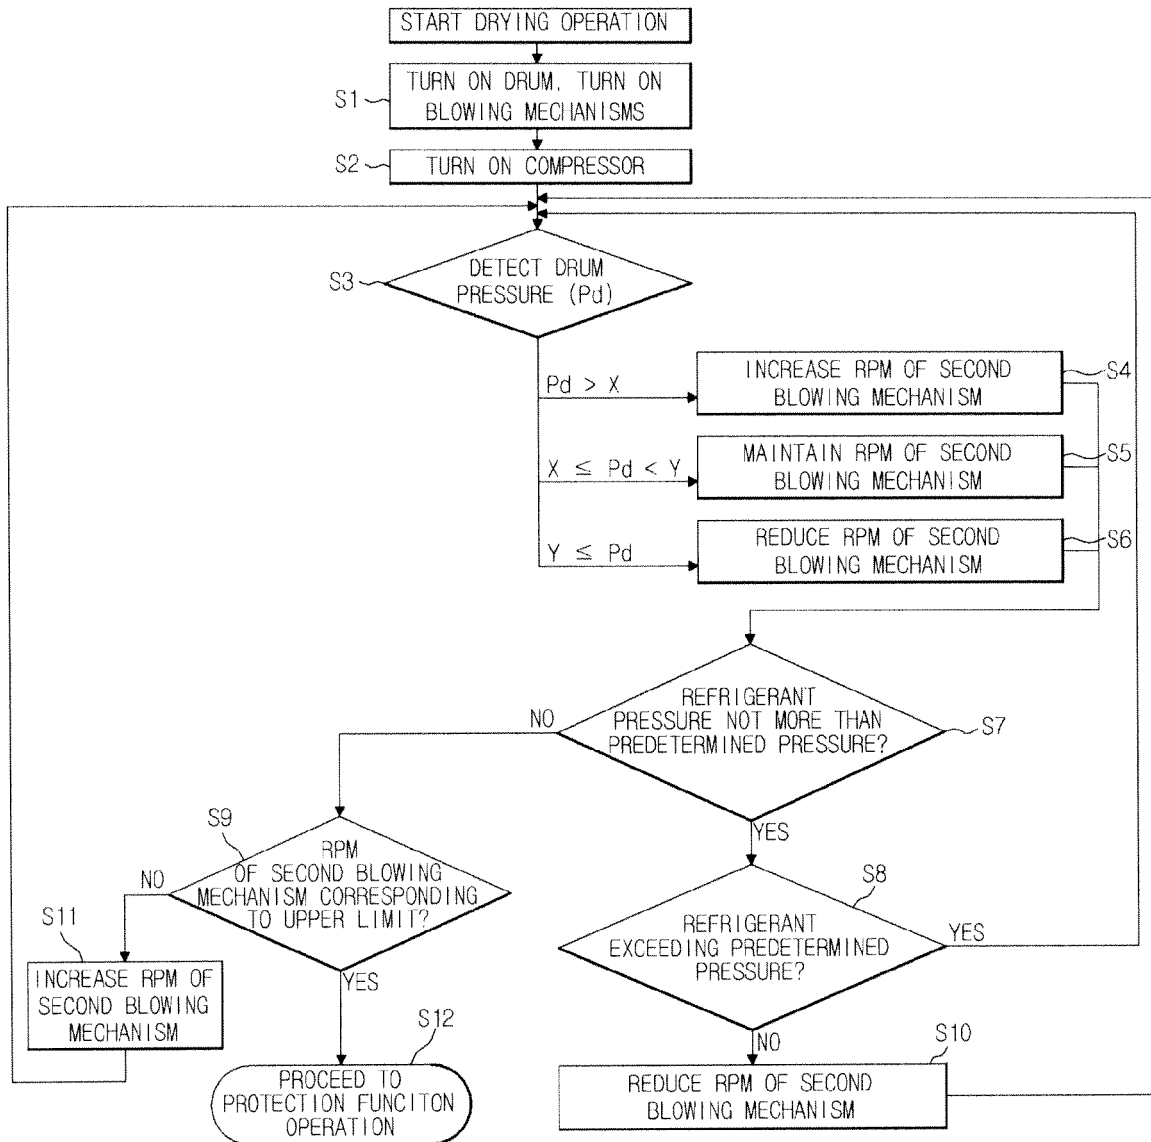 START DRYING OPERATION
S1
TURN ON DRUM, TURN ON
BLOWING MECHANISMS
S2
TURN ON COMPRESSOR
S3
DETECT DRUM
PRESSURE (Pd)
Pd > X
INCREASE RPM OF SECOND
BLOWING MECHANISM
S4
X ≤ Pd < Y
MAINTAIN RPM OF SECOND
BLOWING MECHANISM
S5
Y ≤ Pd
REDUCE RPM OF SECOND
BLOWING MECHANISM
S6
REFRIGERANT
PRESSURE NOT MORE THAN
PREDETERMINED PRESSURE?
S7
NO
YES
S9
RPM
OF SECOND BLOWING
MECHANISM CORRESPONDING
TO UPPER LIMIT?
NO
YES
S8
REFRIGERANT
EXCEEDING PREDETERMINED
PRESSURE?
YES
NO
S11
INCREASE RPM OF
SECOND BLOWING
MECHANISM
S12
PROCEED TO
PROTECTION FUNCITON
OPERATION
S10
REDUCE RPM OF SECOND
BLOWING MECHANISM